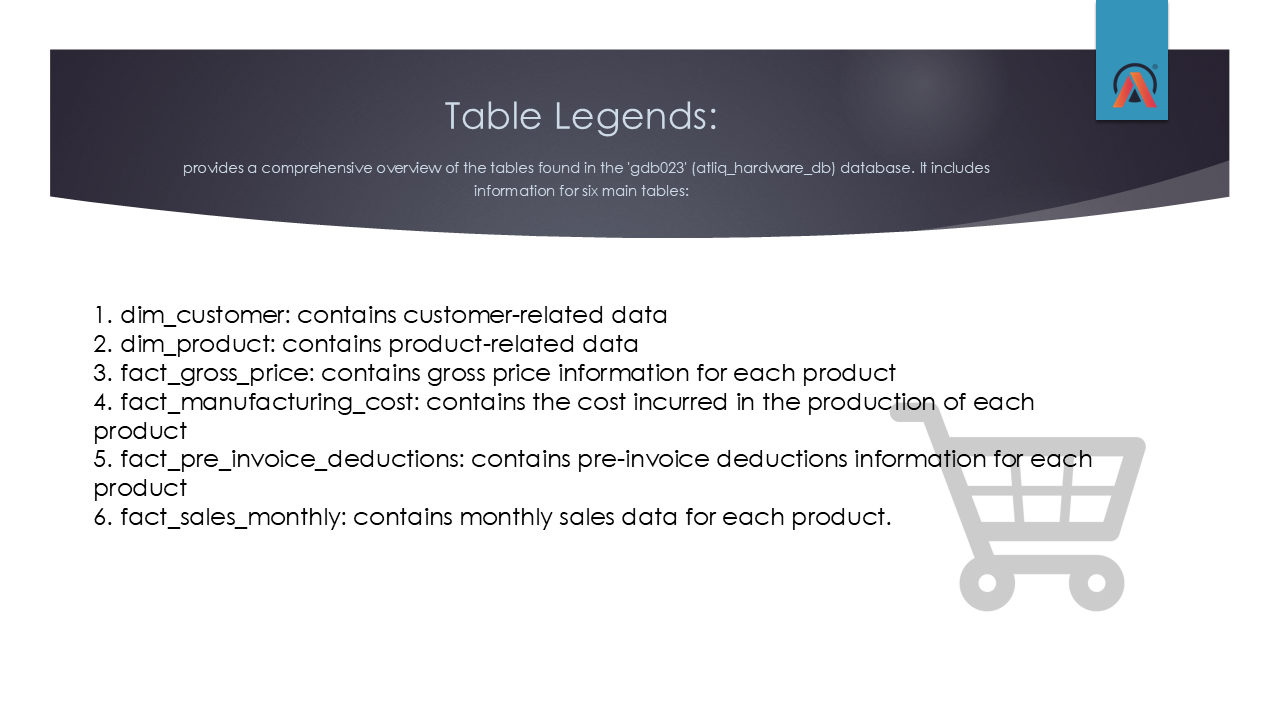 Table Legends:
provides a comprehensive overview of the tables found in the 'gdb023' (atliq_hardware_db) database. It includes
information for six main tables:
1. dim_customer: contains customer-related data
2. dim_product: contains product-related data
3. fact_gross_price: contains gross price information for each product
4. fact_manufacturing_cost: contains the cost incurred in the production of each
product
5. fact_pre_invoice_deductions: contains pre-invoice deductions information for each
product
6. fact_sales_monthly: contains monthly sales data for each product.